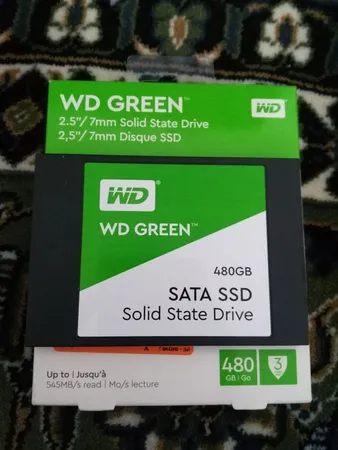 WD GREEN™
WD
2.5"/7mm Solid State Drive
2,5"/7mm Disque SSD
WD®
WD GREEN™
480GB
SATA SSD
Solid State Drive
Up to | Jusqu'à
545MB/s read | Mo/s lecture
480
GB | Go
3